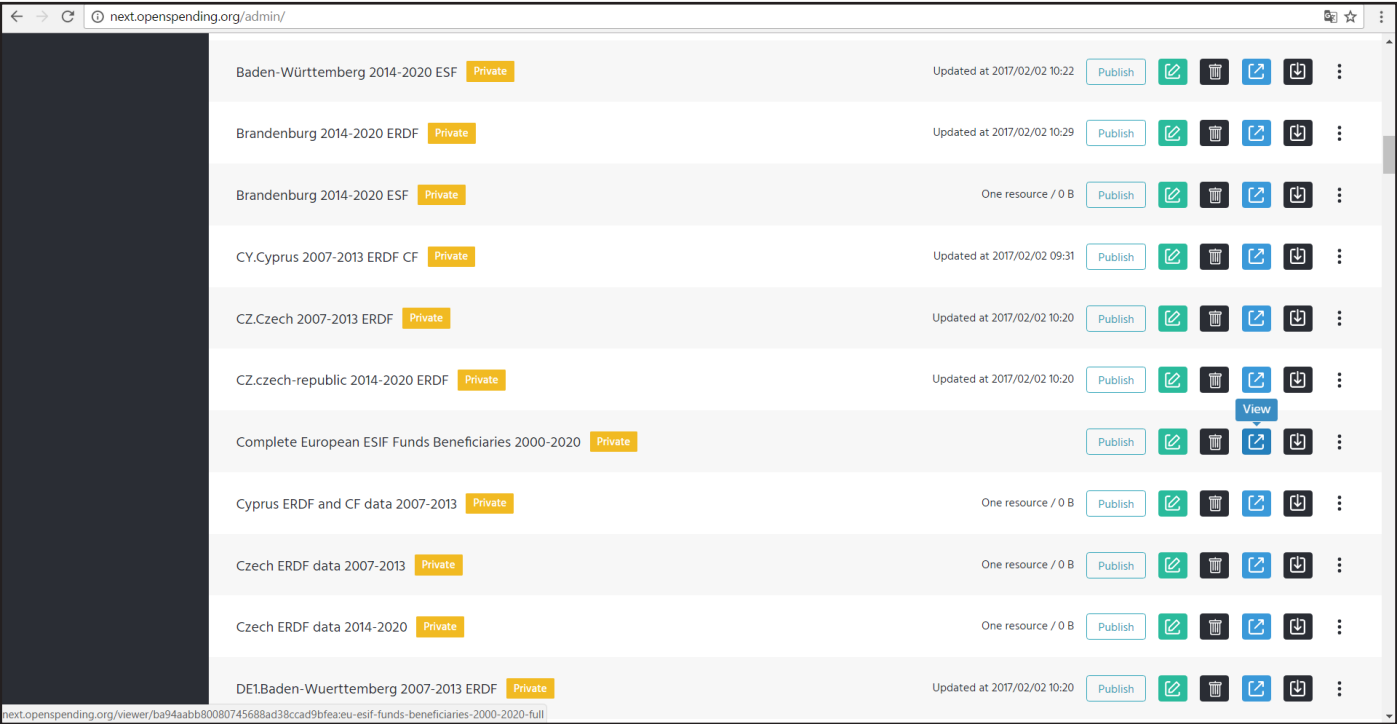 next.openspending.org/admin/
Baden-Württemberg 2014-2020 ESF Private Updated at 2017/02/02 10:22 Publish
Brandenburg 2014-2020 ERDF Private Updated at 2017/02/02 10:29 Publish
Brandenburg 2014-2020 ESF Private One resource / 0 B Publish
CY.Cyprus 2007-2013 ERDF CF Private Updated at 2017/02/02 09:31 Publish
CZ.Czech 2007-2013 ERDF Private Updated at 2017/02/02 10:20 Publish
CZ.czech-republic 2014-2020 ERDF Private Updated at 2017/02/02 10:20 Publish
View
Complete European ESIF Funds Beneficiaries 2000-2020 Private Publish
Cyprus ERDF and CF data 2007-2013 Private One resource / 0 B Publish
Czech ERDF data 2007-2013 Private One resource / 0 B Publish
Czech ERDF data 2014-2020 Private One resource / 0 B Publish
DE1.Baden-Wuerttemberg 2007-2013 ERDF Private Updated at 2017/02/02 10:20 Publish
next.openspending.org/viewer/ba94aabb80080745688ad38ccad9bfea:eu-esif-funds-beneficiaries-2000-2020-full